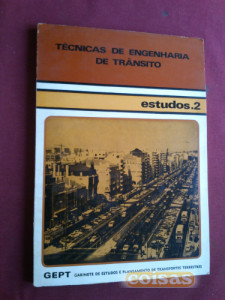 TÉCNICAS DE ENGENHARIA
DE TRÂNSITO
estudos.2
GEPT GABINETE DE ESTUDOS E PLANEAMENTO DE TRANSPORTES TERRESTRES
coisas